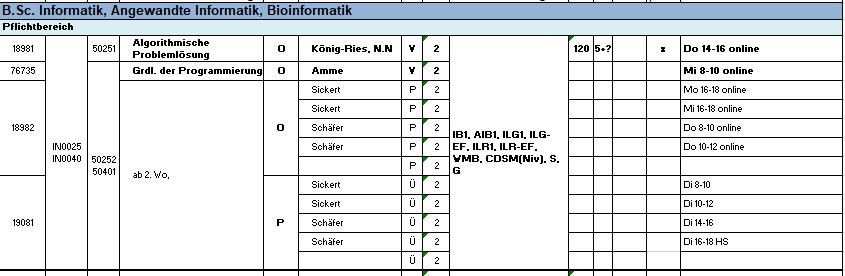 B.Sc. Informatik, Angewandte Informatik, Bioinformatik
Pflichtbereich
18981 50251 Algorithmische Problemlösung O König-Ries, N.N V 2 120 5+? x Do 14-16 online
76735 Grdl. der Programmierung O Amme V 2 Mi 8-10 online
Sickert P 2 Mo 16-18 online
Sickert P 2 Mi 16-18 online
18982 O Schäfer P 2 Do 8-10 online
Schäfer P 2 Do 10-12 online
P 2
IN0025
IN0040
50252
50401
ab 2. Wo,
IB1, AIB1, ILG1, ILG-
EF, ILR1, ILR-EF,
WMB, CDSM(Niv), S,
G
Sickert Ü 2 Di 8-10
Sickert Ü 2 Di 10-12
19081 P Schäfer Ü 2 Di 14-16
Schäfer Ü 2 Di 16-18 HS
Ü 2